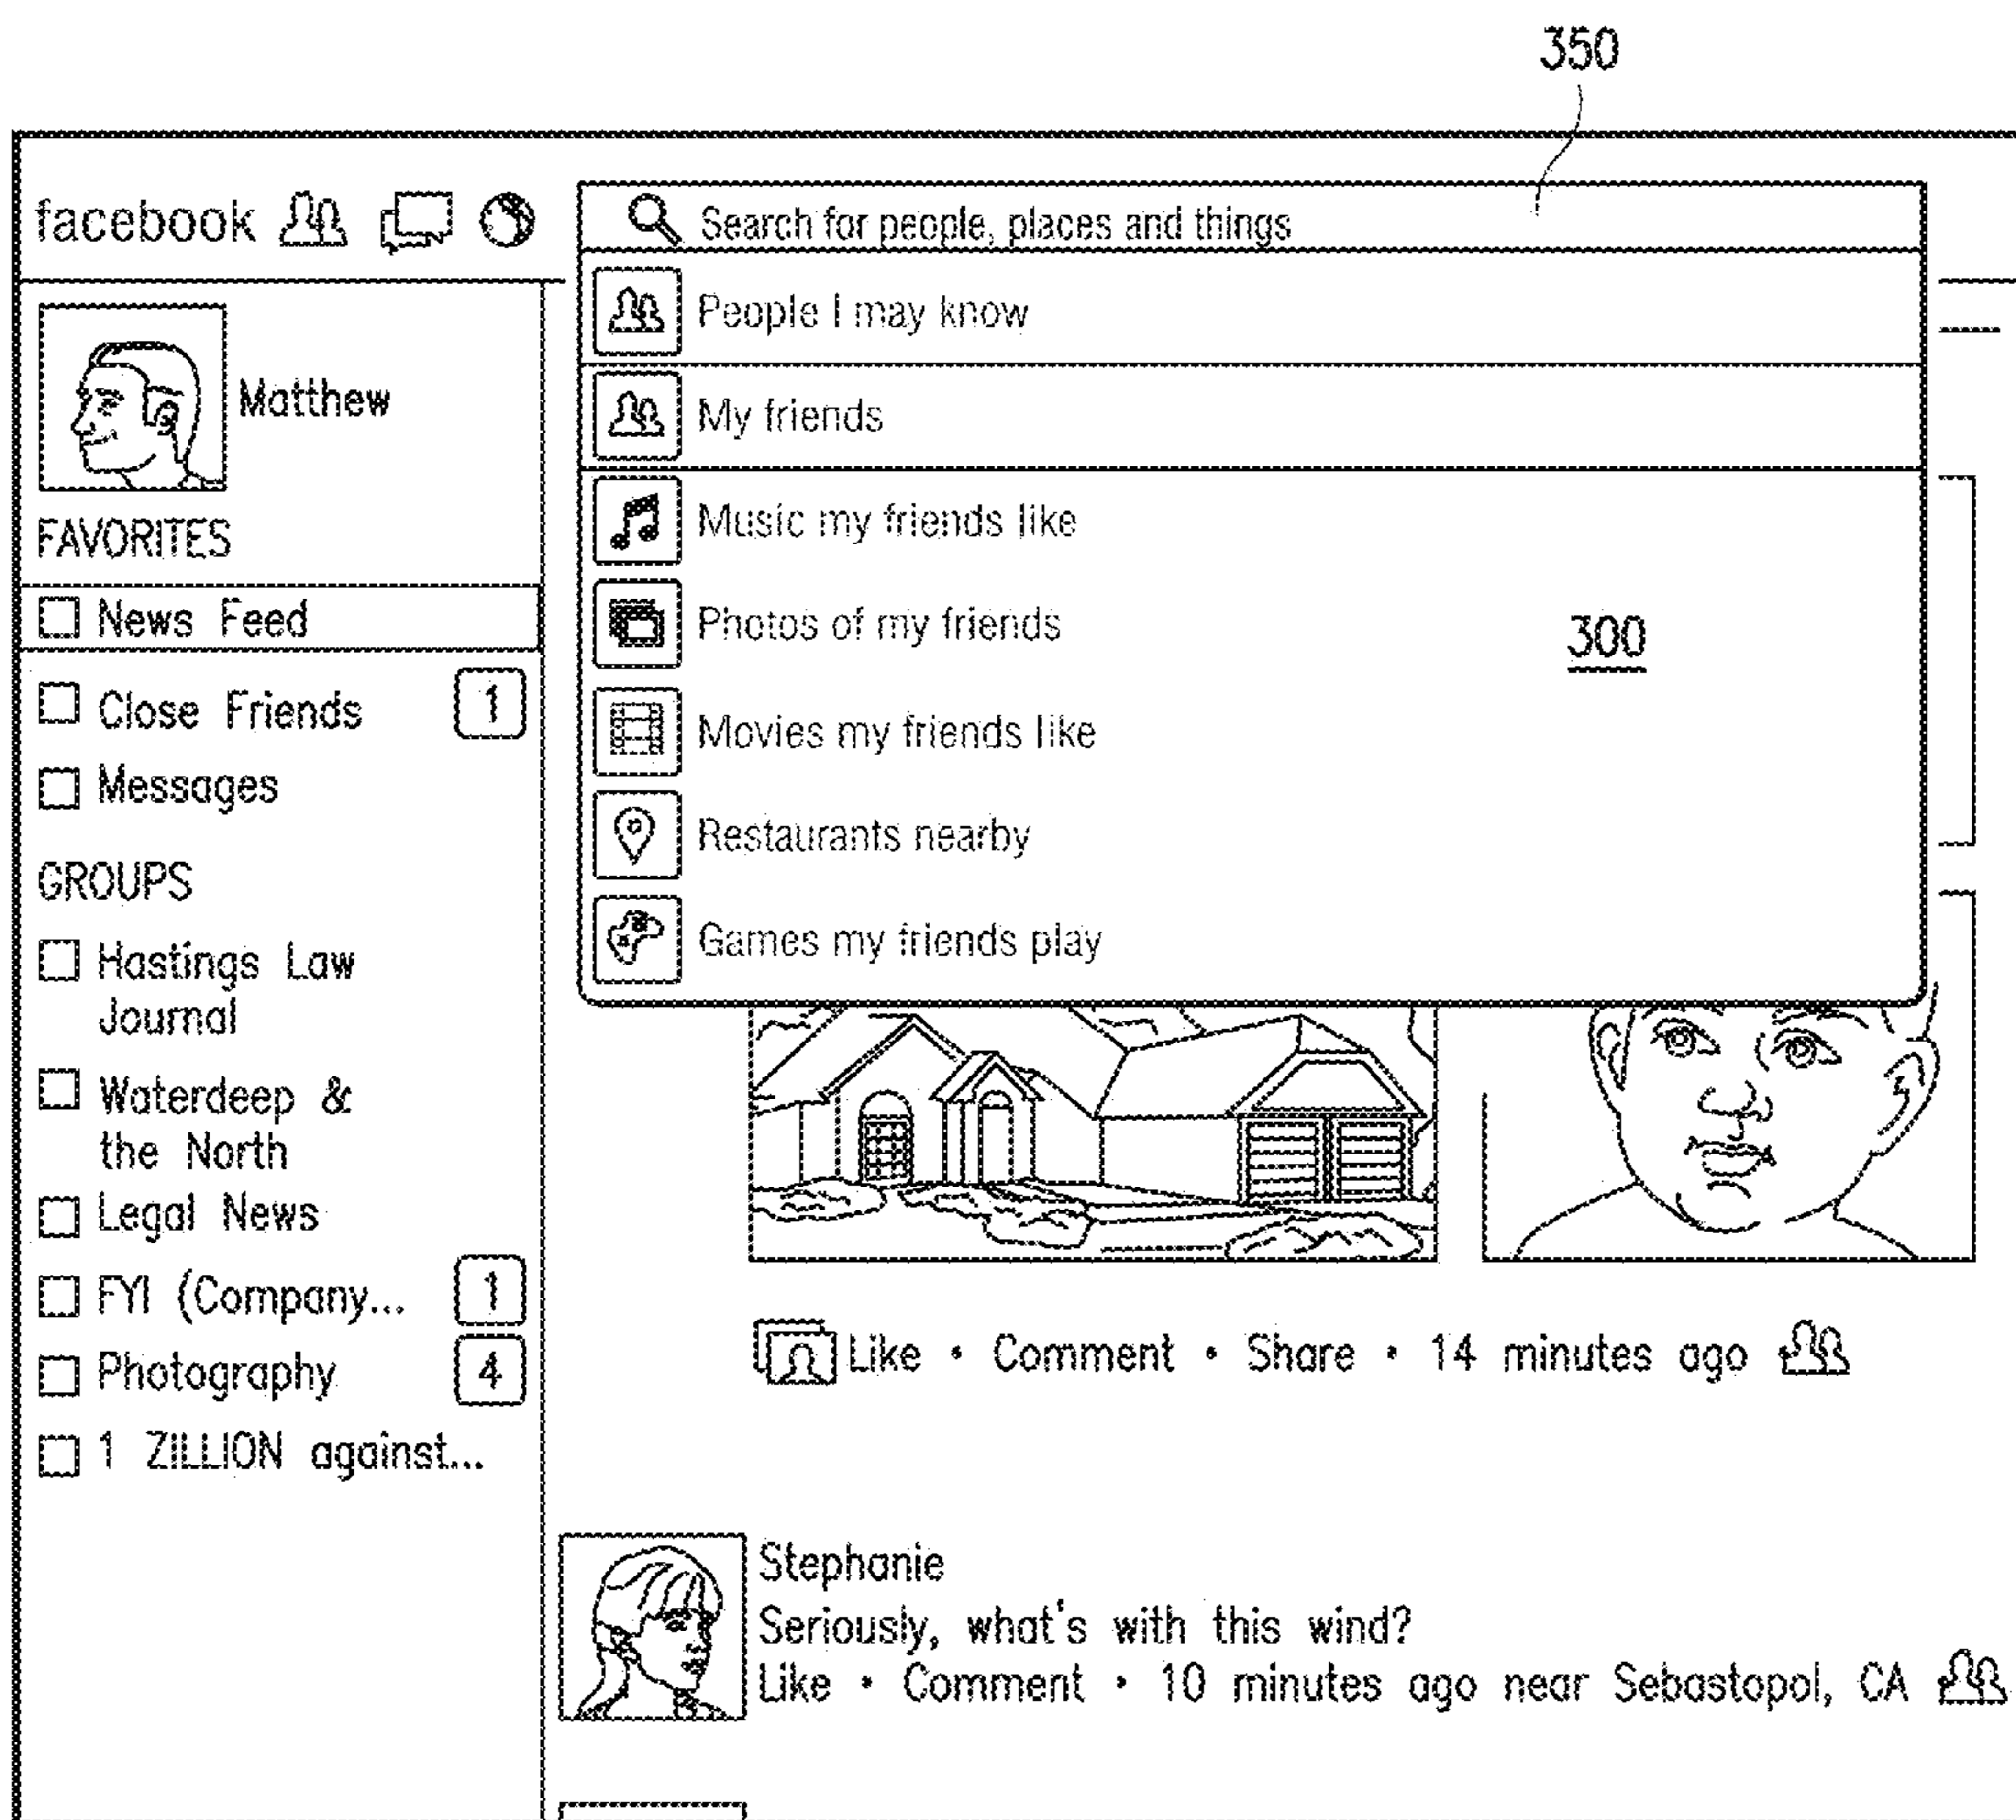 350
facebook
Search for people, places and things
People I may know
My friends
Music my friends like
Photos of my friends
300
Movies my friends like
Restaurants nearby
Games my friends play
Matthew
FAVORITES
News Feed
Close Friends 1
Messages
GROUPS
Hastings Law
Journal
Waterdeep &
the North
Legal News
FYI (Company... 1
Photography 4
1 ZILLION against...
Like • Comment • Share • 14 minutes ago
Stephanie
Seriously, what's with this wind?
Like • Comment • 10 minutes ago near Sebastopol, CA